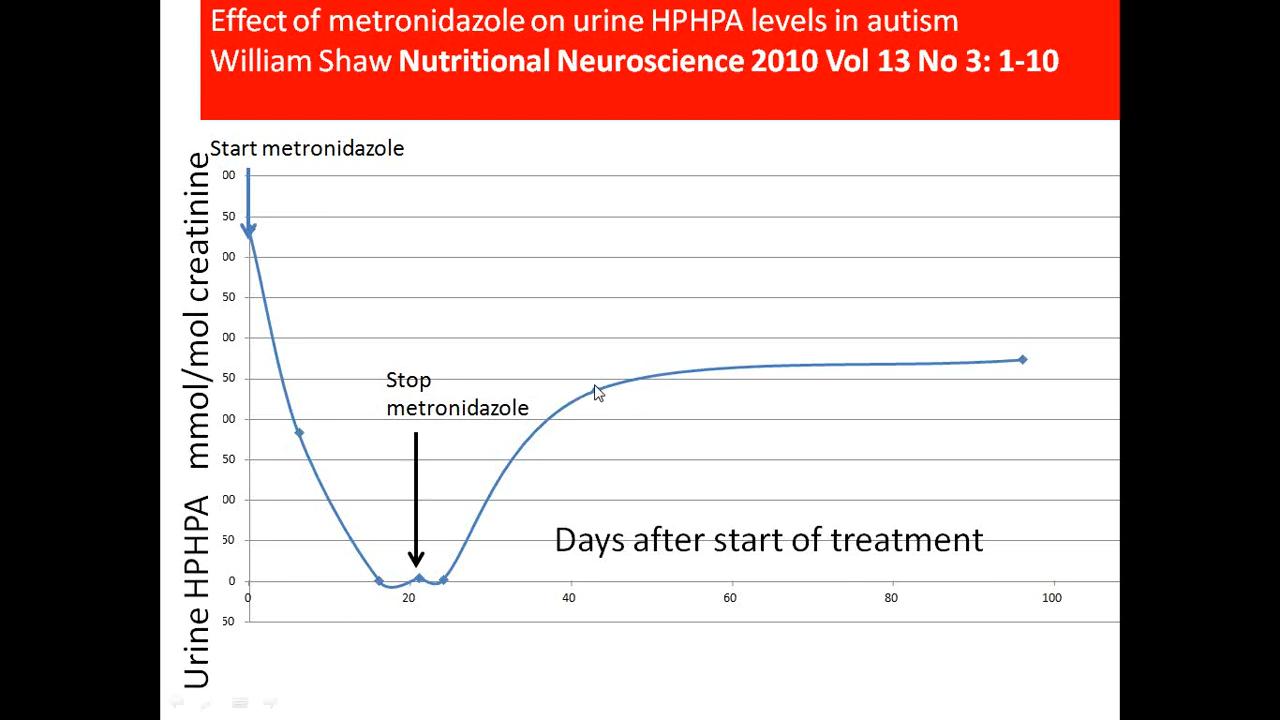 Effect of metronidazole on urine HPHPA levels in autism
William Shaw Nutritional Neuroscience 2010 Vol 13 No 3: 1-10
Start metronidazole
Urine HPHPA mmol/mol creatinine
00
50
00
50
00
50
00
50
00
50
0
50
Stop
metronidazole
Days after start of treatment
0 20 40 60 80 100